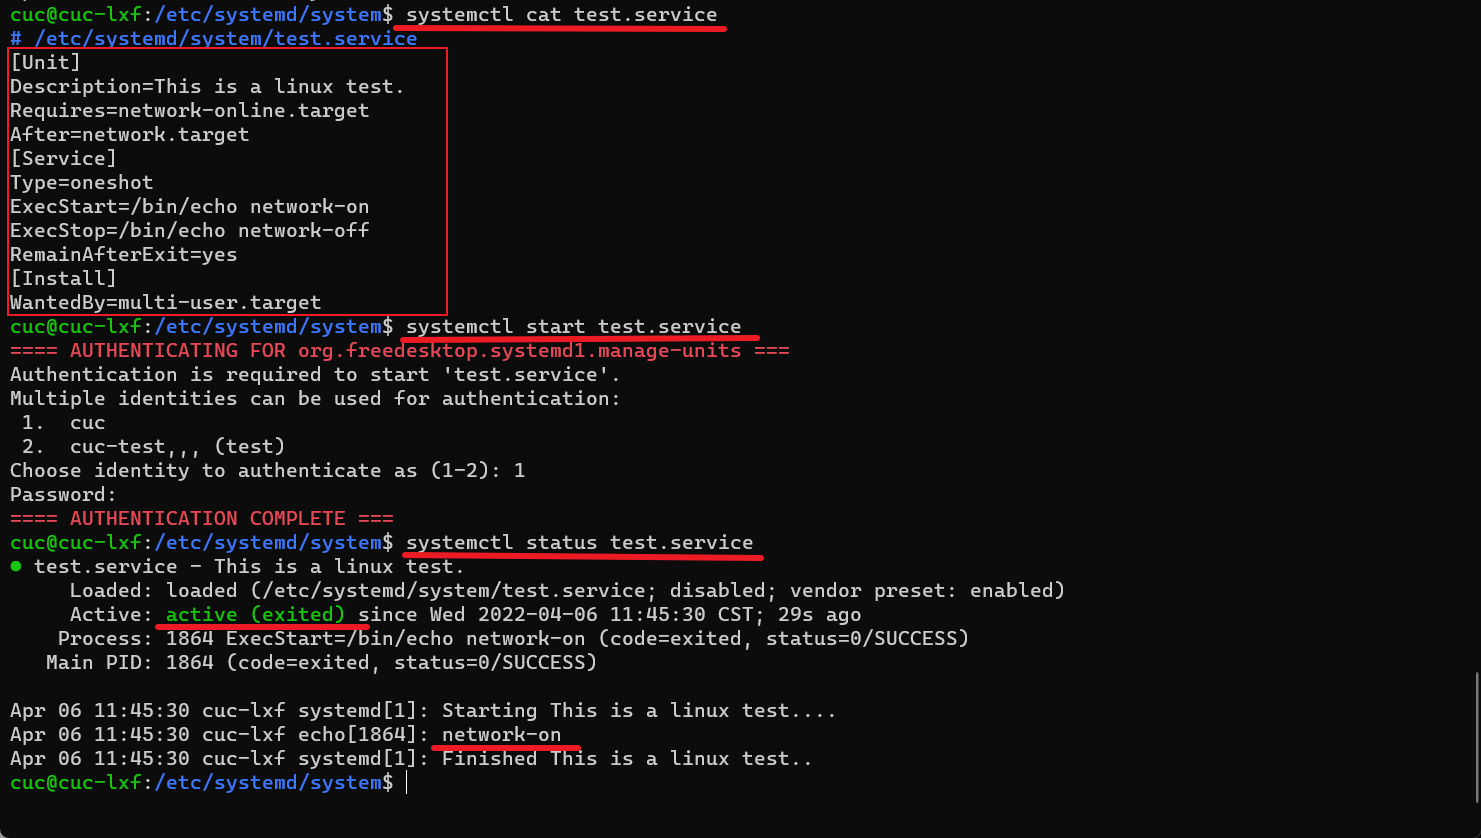 cuc@cuc-lxf:/etc/systemd/system$ systemctl cat test.service
# /etc/systemd/system/test.service
[Unit]
Description=This is a linux test.
Requires=network-online.target
After=network.target
[Service]
Type=oneshot
ExecStart=/bin/echo network-on
ExecStop=/bin/echo network-off
RemainAfterExit=yes
[Install]
WantedBy=multi-user.target
cuc@cuc-lxf:/etc/systemd/system$ systemctl start test.service
==== AUTHENTICATING FOR org.freedesktop.systemd1.manage-units ===
Authentication is required to start 'test.service'.
Multiple identities can be used for authentication:
 1.  cuc
 2.  cuc-test,,, (test)
Choose identity to authenticate as (1-2): 1
Password:
==== AUTHENTICATION COMPLETE ===
cuc@cuc-lxf:/etc/systemd/system$ systemctl status test.service
● test.service - This is a linux test.
     Loaded: loaded (/etc/systemd/system/test.service; disabled; vendor preset: enabled)
     Active: active (exited) since Wed 2022-04-06 11:45:30 CST; 29s ago
    Process: 1864 ExecStart=/bin/echo network-on (code=exited, status=0/SUCCESS)
   Main PID: 1864 (code=exited, status=0/SUCCESS)

Apr 06 11:45:30 cuc-lxf systemd[1]: Starting This is a linux test....
Apr 06 11:45:30 cuc-lxf echo[1864]: network-on
Apr 06 11:45:30 cuc-lxf systemd[1]: Finished This is a linux test..
cuc@cuc-lxf:/etc/systemd/system$